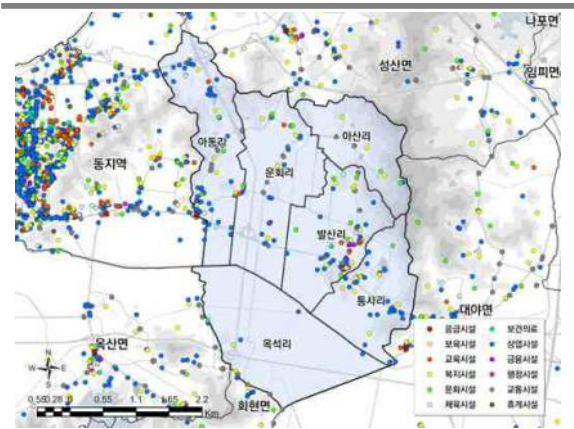 나포면
성산면
임피면
아동리
아산리
동지역
운회리
발산리
통사리
대야면
옥산면
옥석리
회현면
N
W E
S
0.55 0.28 0 0.55 1.1 1.65 2.2
Km
응급시설 보건의료
보육시설 상업시설
교육시설 금융시설
복지시설 행정시설
문화시설 교통시설
체육시설 휴게시설